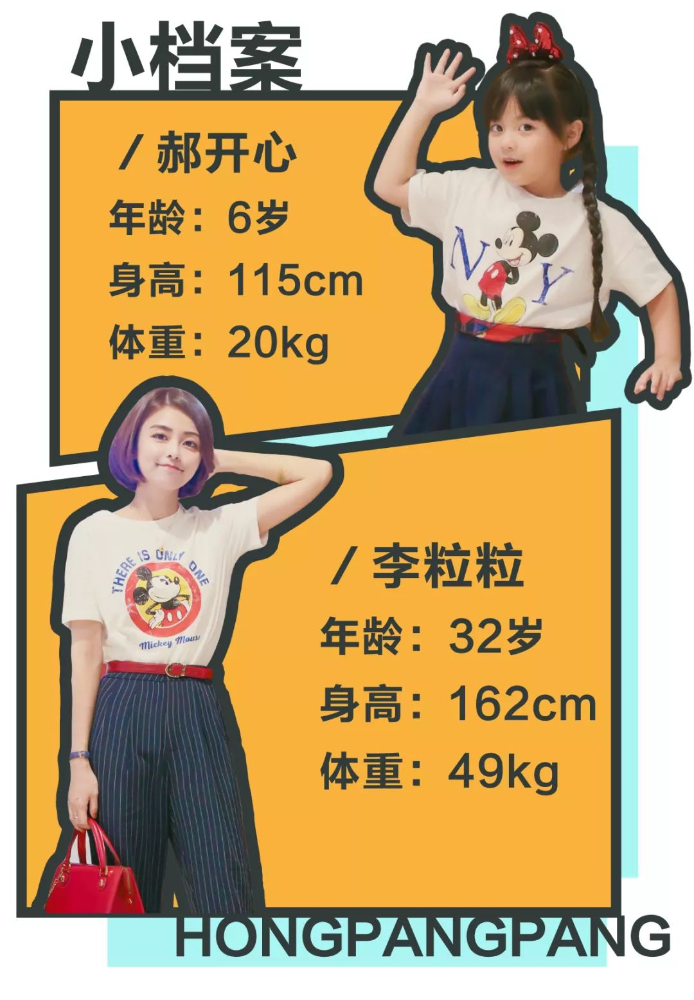 小档案
/ 郝开心
年龄：6岁
身高：115cm
体重：20kg
N Y
/ 李粒粒
年龄：32岁
身高：162cm
体重：49kg
THERE IS ONLY ONE
Mickey Mous
HONGPANGPANG